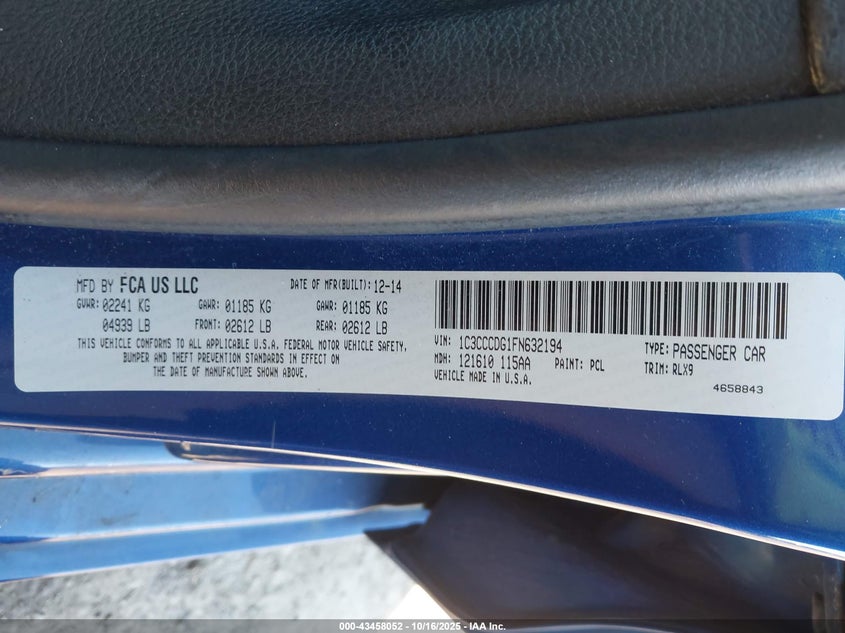 MFD BY FCA US LLC DATE OF MFR(BUILT): 12-14
GVWR: 02241 KG GAWR: 01185 KG GAWR: 01185 KG
04939 LB FRONT: 02612 LB REAR: 02612 LB
THIS VEHICLE CONFORMS TO ALL APPLICABLE U.S.A. FEDERAL MOTOR VEHICLE SAFETY,
BUMPER AND THEFT PREVENTION STANDARDS IN EFFECT ON
THE DATE OF MANUFACTURE SHOWN ABOVE.
VIN: 1C3CCCDG1FN632194 TYPE: PASSENGER CAR
MDH: 121610 115AA PAINT: PCL TRIM: RLX9
VEHICLE MADE IN U.S.A.
4658843
000-43458052 - 10/16/2025 - IAA Inc.